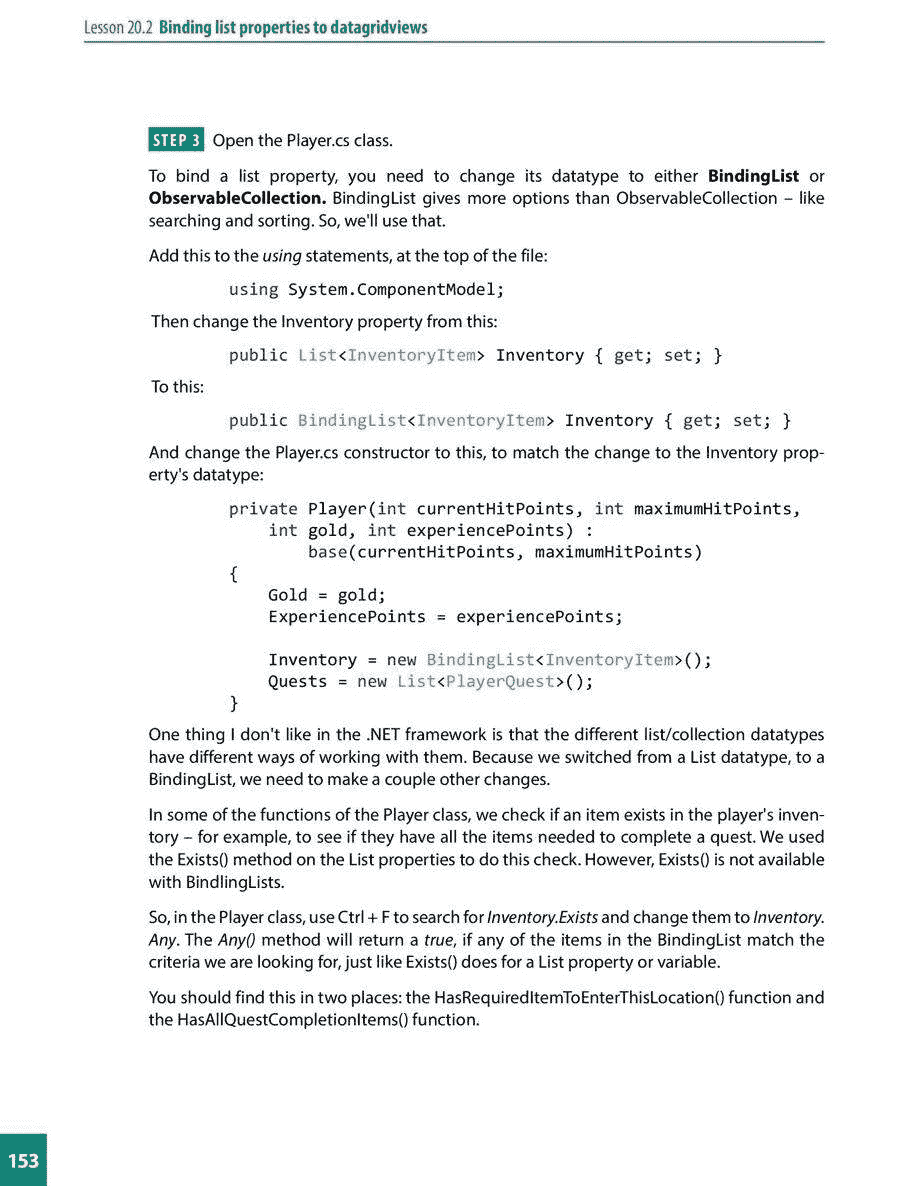 Lesson 20.2 Binding list properties to datagridviews
STEP 3 Open the Player.cs class.
To bind a list property, you need to change its datatype to either BindingList or
ObservableCollection. BindingList gives more options than ObservableCollection – like
searching and sorting. So, we'll use that.
Add this to the using statements, at the top of the file:
using System.ComponentModel;
Then change the Inventory property from this:
public List<InventoryItem> Inventory { get; set; }
To this:
public BindingList<InventoryItem> Inventory { get; set; }
And change the Player.cs constructor to this, to match the change to the Inventory prop-
erty's datatype:
private Player(int currentHitPoints, int maximumHitPoints,
int gold, int experiencePoints) :
base(currentHitPoints, maximumHitPoints)
{
Gold = gold;
ExperiencePoints = experiencePoints;
Inventory = new BindingList<InventoryItem>();
Quests = new List<PlayerQuest>();
}
One thing I don't like in the .NET framework is that the different list/collection datatypes
have different ways of working with them. Because we switched from a List datatype, to a
BindingList, we need to make a couple other changes.
In some of the functions of the Player class, we check if an item exists in the player's inven-
tory – for example, to see if they have all the items needed to complete a quest. We used
the Exists() method on the List properties to do this check. However, Exists() is not available
with BindlingLists.
So, in the Player class, use Ctrl + F to search for Inventory.Exists and change them to Inventory.
Any. The Any() method will return a true, if any of the items in the BindingList match the
criteria we are looking for, just like Exists() does for a List property or variable.
You should find this in two places: the HasRequiredItemToEnterThisLocation() function and
the HasAllQuestCompletionItems() function.
153